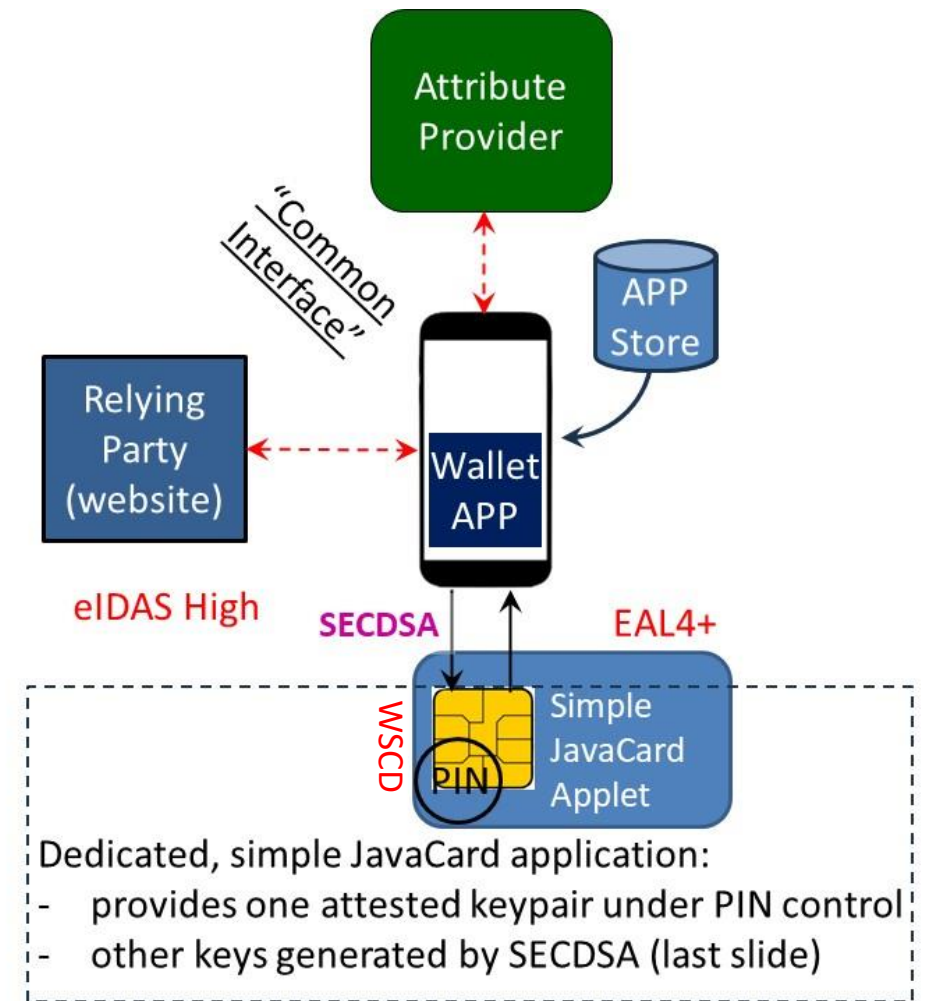 Attribute
Provider
“Common
Interface”
APP
Store
Relying
Party
(website)
Wallet
APP
eIDAS High
SECDSA
EAL4+
WSCD
PIN
Simple
JavaCard
Applet
Dedicated, simple JavaCard application:
- provides one attested keypair under PIN control
- other keys generated by SECDSA (last slide)